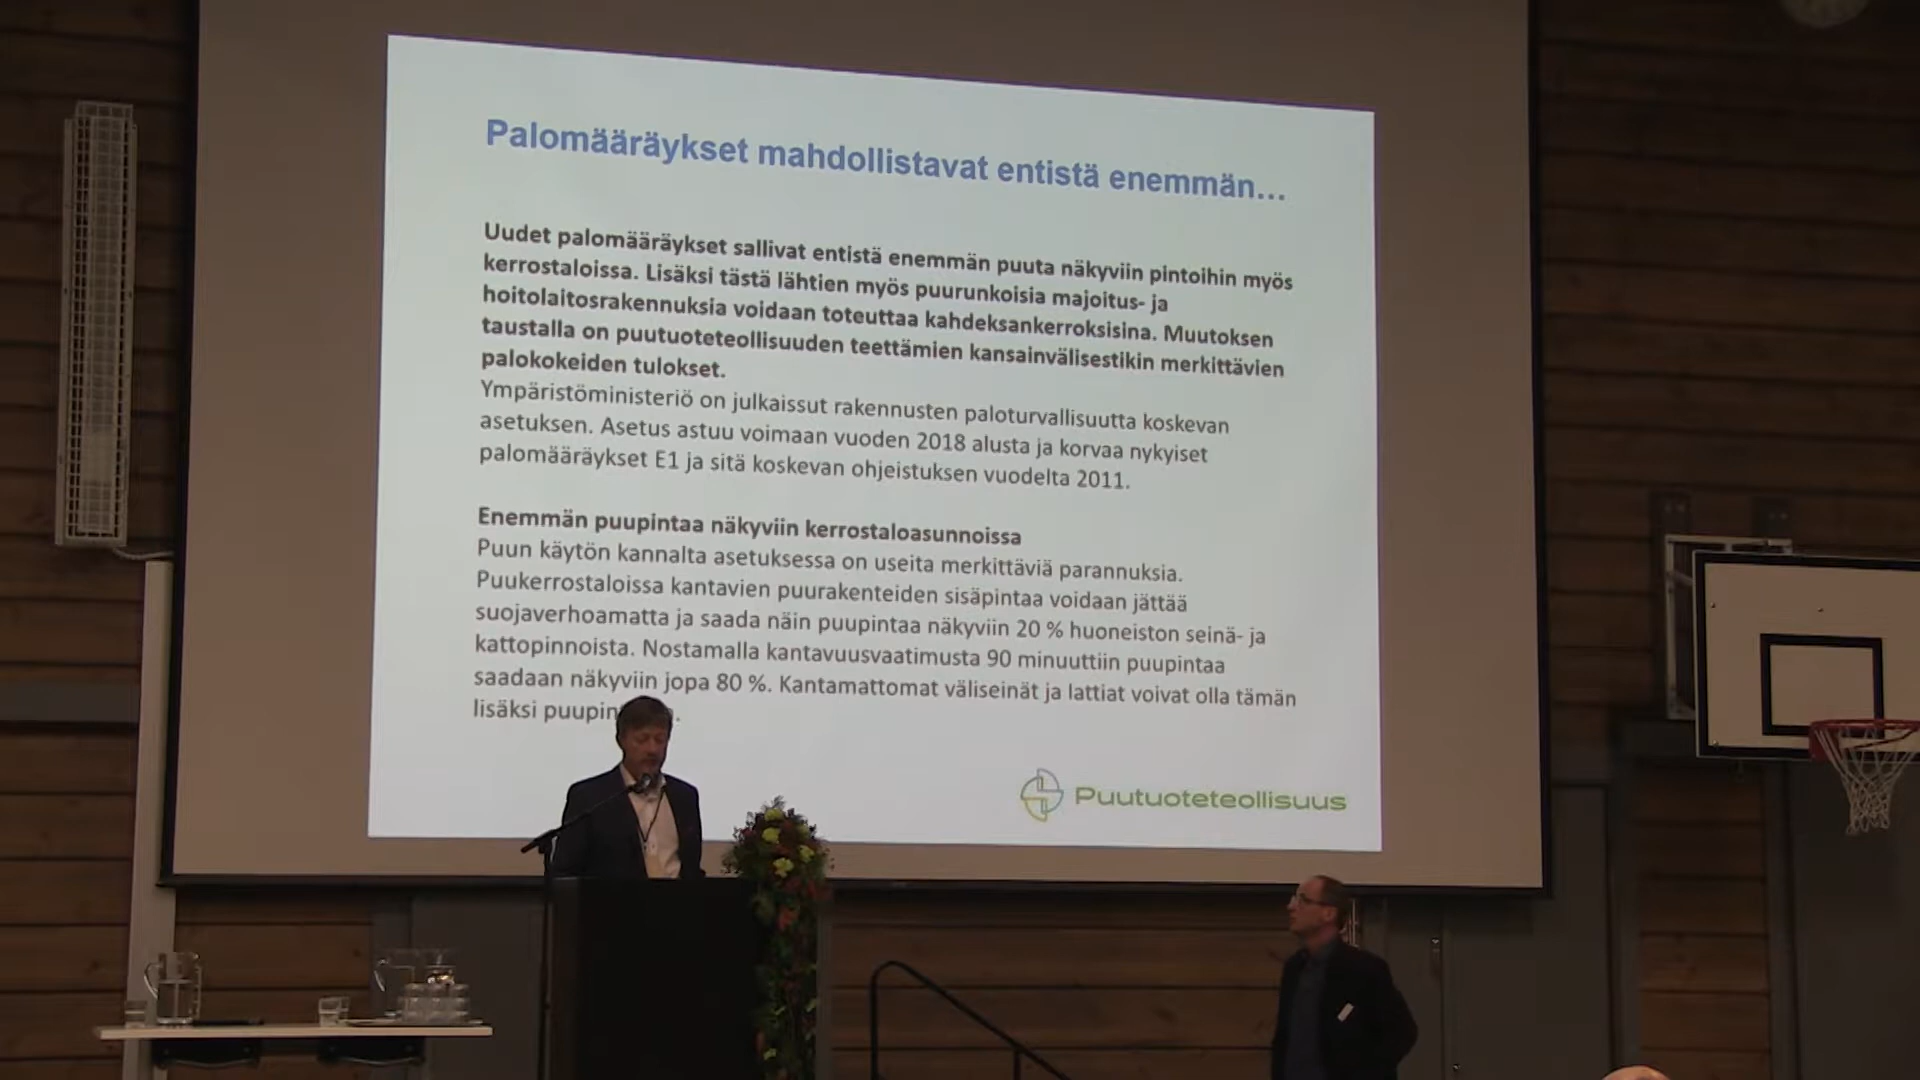 Palomääräykset mahdollistavat entistä enemmän...
Uudet palomääräykset sallivat entistä enemmän puuta näkyviin pintoihin myös
kerrostaloissa. Lisäksi tästä lähtien myös puurunkoisia majoitus- ja
hoitolaitosrakennuksia voidaan toteuttaa kahdeksankerroksisina. Muutoksen
taustalla on puutuoteteollisuuden teettämien kansainvälisestikin merkittävien
palokokeiden tulokset.
Ympäristöministeriö on julkaissut rakennusten paloturvallisuutta koskevan
asetuksen. Asetus astuu voimaan vuoden 2018 alusta ja korvaa nykyiset
palomääräykset E1 ja sitä koskevan ohjeistuksen vuodelta 2011.
Enemmän puupintaa näkyviin kerrostaloasunnoissa
Puun käytön kannalta asetuksessa on useita merkittäviä parannuksia.
Puukerrostaloissa kantavien puurakenteiden sisäpintaa voidaan jättää
suojaverhoamatta ja saada näin puupintaa näkyviin 20 % huoneiston seinä- ja
kattopinnoista. Nostamalla kantavuusvaatimusta 90 minuuttiin puupintaa
saadaan näkyviin jopa 80 %. Kantamattomat väliseinät ja lattiat voivat olla tämän
lisäksi
Puutuoteteollisuus